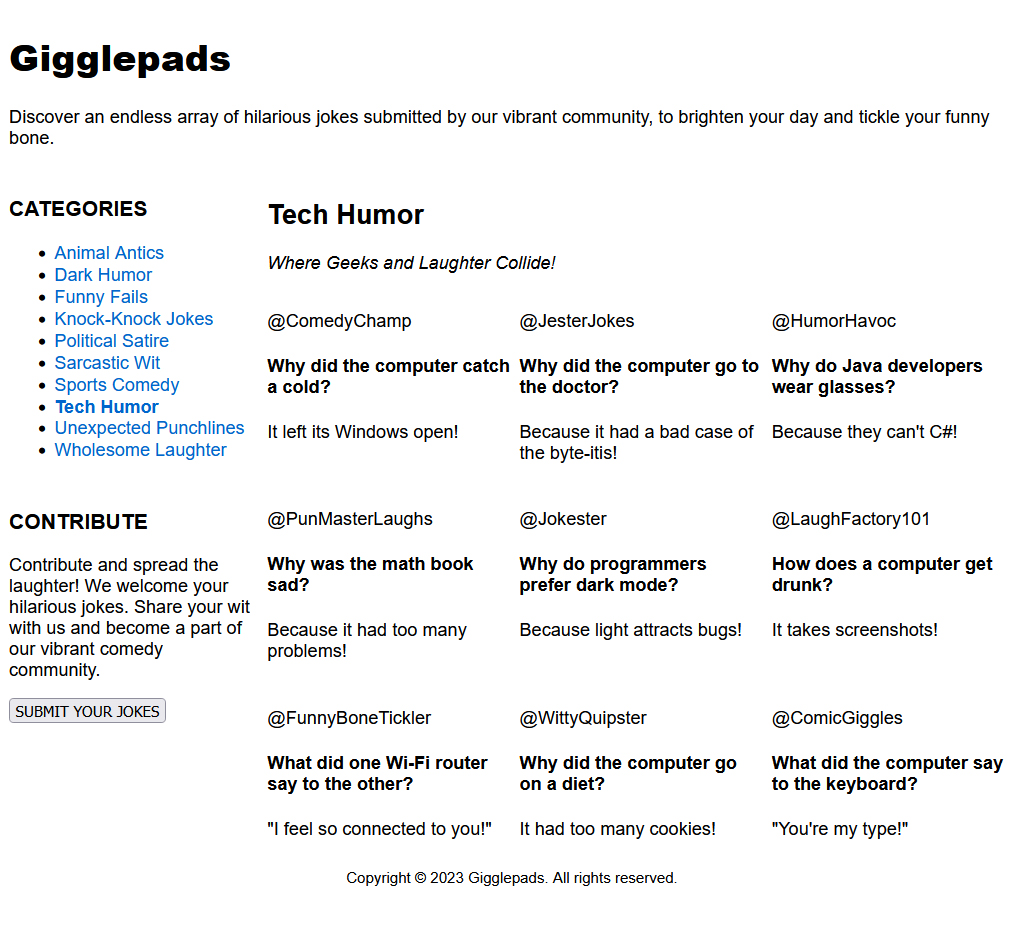 Gigglepads
Discover an endless array of hilarious jokes submitted by our vibrant community, to brighten your day and tickle your funny
bone.
CATEGORIES
Animal Antics
Dark Humor
Funny Fails
Knock-Knock Jokes
Political Satire
Sarcastic Wit
Sports Comedy
Tech Humor
Unexpected Punchlines
Wholesome Laughter
CONTRIBUTE
Contribute and spread the
laughter! We welcome your
hilarious jokes. Share your wit
with us and become a part of
our vibrant comedy
community.
SUBMIT YOUR JOKES
Tech Humor
Where Geeks and Laughter Collide!
@ComedyChamp
Why did the computer catch
a cold?
It left its Windows open!
@JesterJokes
Why did the computer go to
the doctor?
Because it had a bad case of
the byte-itis!
@HumorHavoc
Why do Java developers
wear glasses?
Because they can't C#!
@PunMasterLaughs
Why was the math book
sad?
Because it had too many
problems!
@Jokester
Why do programmers
prefer dark mode?
Because light attracts bugs!
@LaughFactory101
How does a computer get
drunk?
It takes screenshots!
@FunnyBoneTickler
What did one Wi-Fi router
say to the other?
"I feel so connected to you!"
@WittyQuipster
Why did the computer go
on a diet?
It had too many cookies!
@ComicGiggles
What did the computer say
to the keyboard?
"You're my type!"
Copyright © 2023 Gigglepads. All rights reserved.